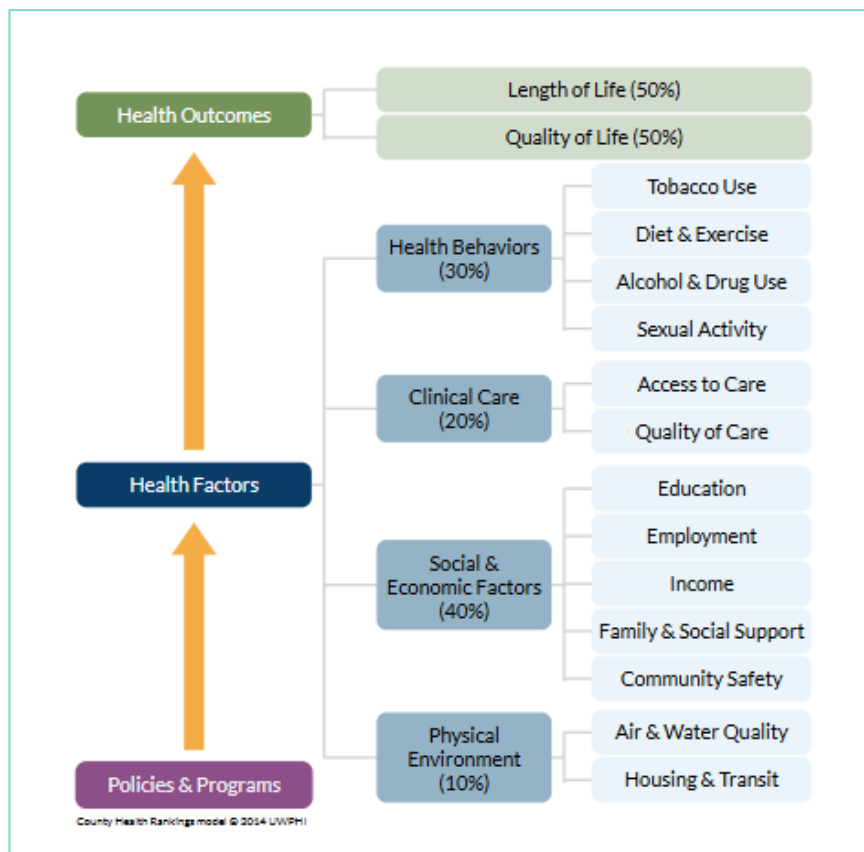 Health Outcomes
Length of Life (50%)
Quality of Life (50%)
Health Factors
Health Behaviors
(30%)
Tobacco Use
Diet & Exercise
Alcohol & Drug Use
Sexual Activity
Clinical Care
(20%)
Access to Care
Quality of Care
Social &
Economic Factors
(40%)
Education
Employment
Income
Family & Social Support
Community Safety
Physical
Environment
(10%)
Air & Water Quality
Housing & Transit
Policies & Programs
County Health Rankings model © 2014 UWPHI